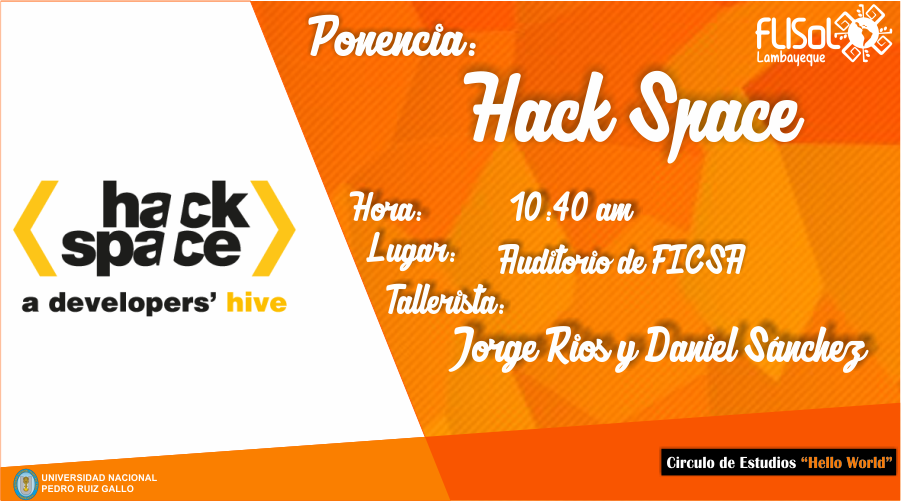 Ponencia:
FLISoL
Lambayeque
Hack Space
hack
space
a developers' hive
Hora: 10:40 am
Lugar: Auditorio de FICSA
Tallerista:
Jorge Rios y Daniel Sánchez
Circulo de Estudios "Hello World"
UNIVERSIDAD NACIONAL
PEDRO RUIZ GALLO